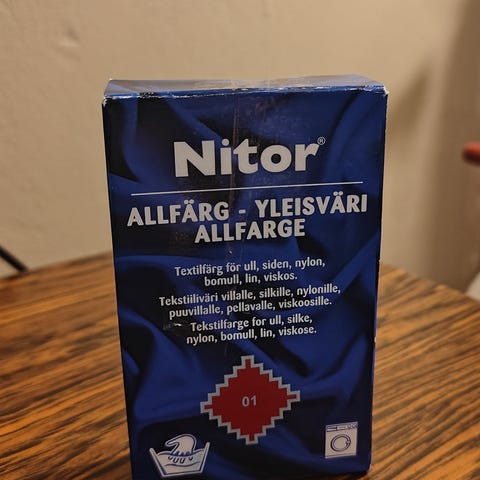 Nitor®
ALLFÄRG - YLEISVÄRI
ALLFARGE
Textilfärg för ull, siden, nylon,
bomull, lin, viskos.
Tekstiiliväri villalle, silkille, nylonille,
puuvillalle, pellavalle, viskoosille.
Tekstilfarge for ull, silke,
nylon, bomull, lin, viskose.
01